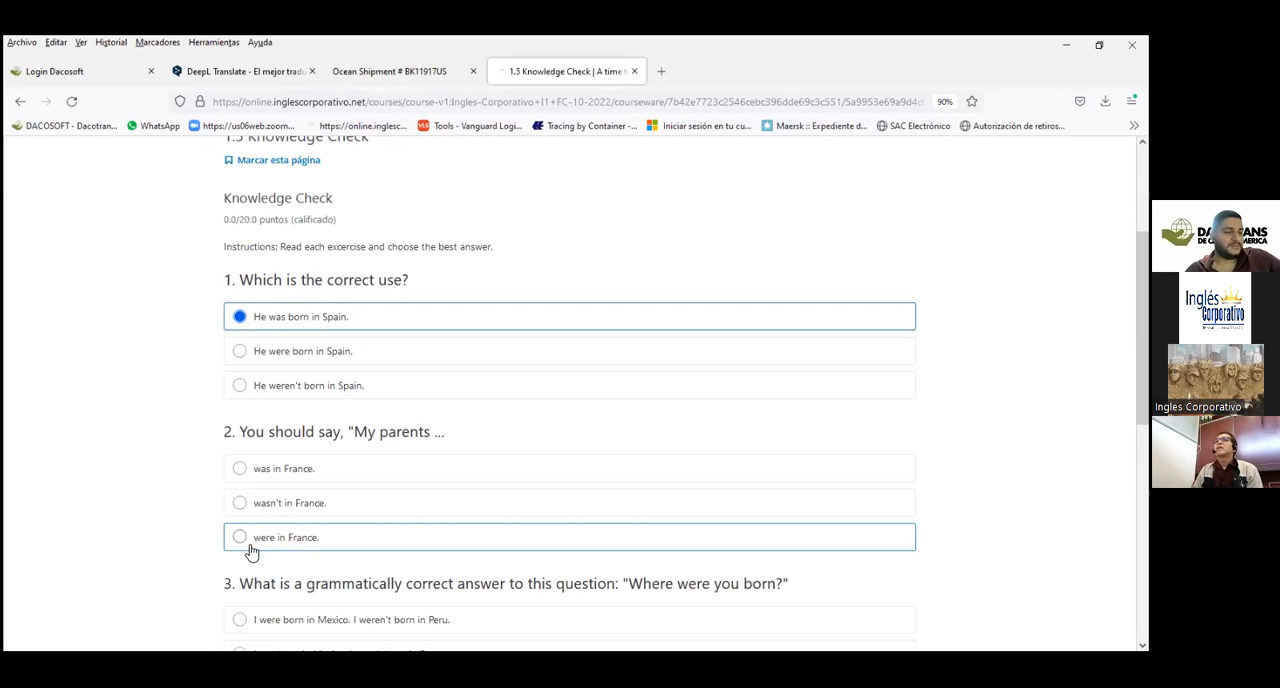 Archivo Editar Ver Historial Marcadores Herramientas Ayuda
Login Dacosoft
DeepL Translate - El mejor tradu
Ocean Shipment # BK11917US
1.5 Knowledge Check | A time t
https://online.inglescorporativo.net/courses/course-v1:Ingles-Corporativo+I1+FC-10-2022/courseware/7b42e7723c2546cebc396dde69c3c551/5a9953e69a9d4c
90%
DACOSOFT - Dacotran...
WhatsApp
https://us06web.zoom...
https://online.inglesc...
VLS Tools - Vanguard Logi...
Tracing by Container -...
Iniciar sesión en tu cu...
Maersk :: Expediente d...
SAC Electrónico
Autorización de retiros...
1.5 Knowledge Check
Marcar esta página
Knowledge Check
0.0/20.0 puntos (calificado)
Instructions: Read each excercise and choose the best answer.
1. Which is the correct use?
He was born in Spain.
He were born in Spain.
He weren't born in Spain.
2. You should say, "My parents ...
was in France.
wasn't in France.
were in France.
3. What is a grammatically correct answer to this question: "Where were you born?"
I were born in Mexico. I weren't born in Peru.
Inglés
Corporativo
Ingles Corporativo